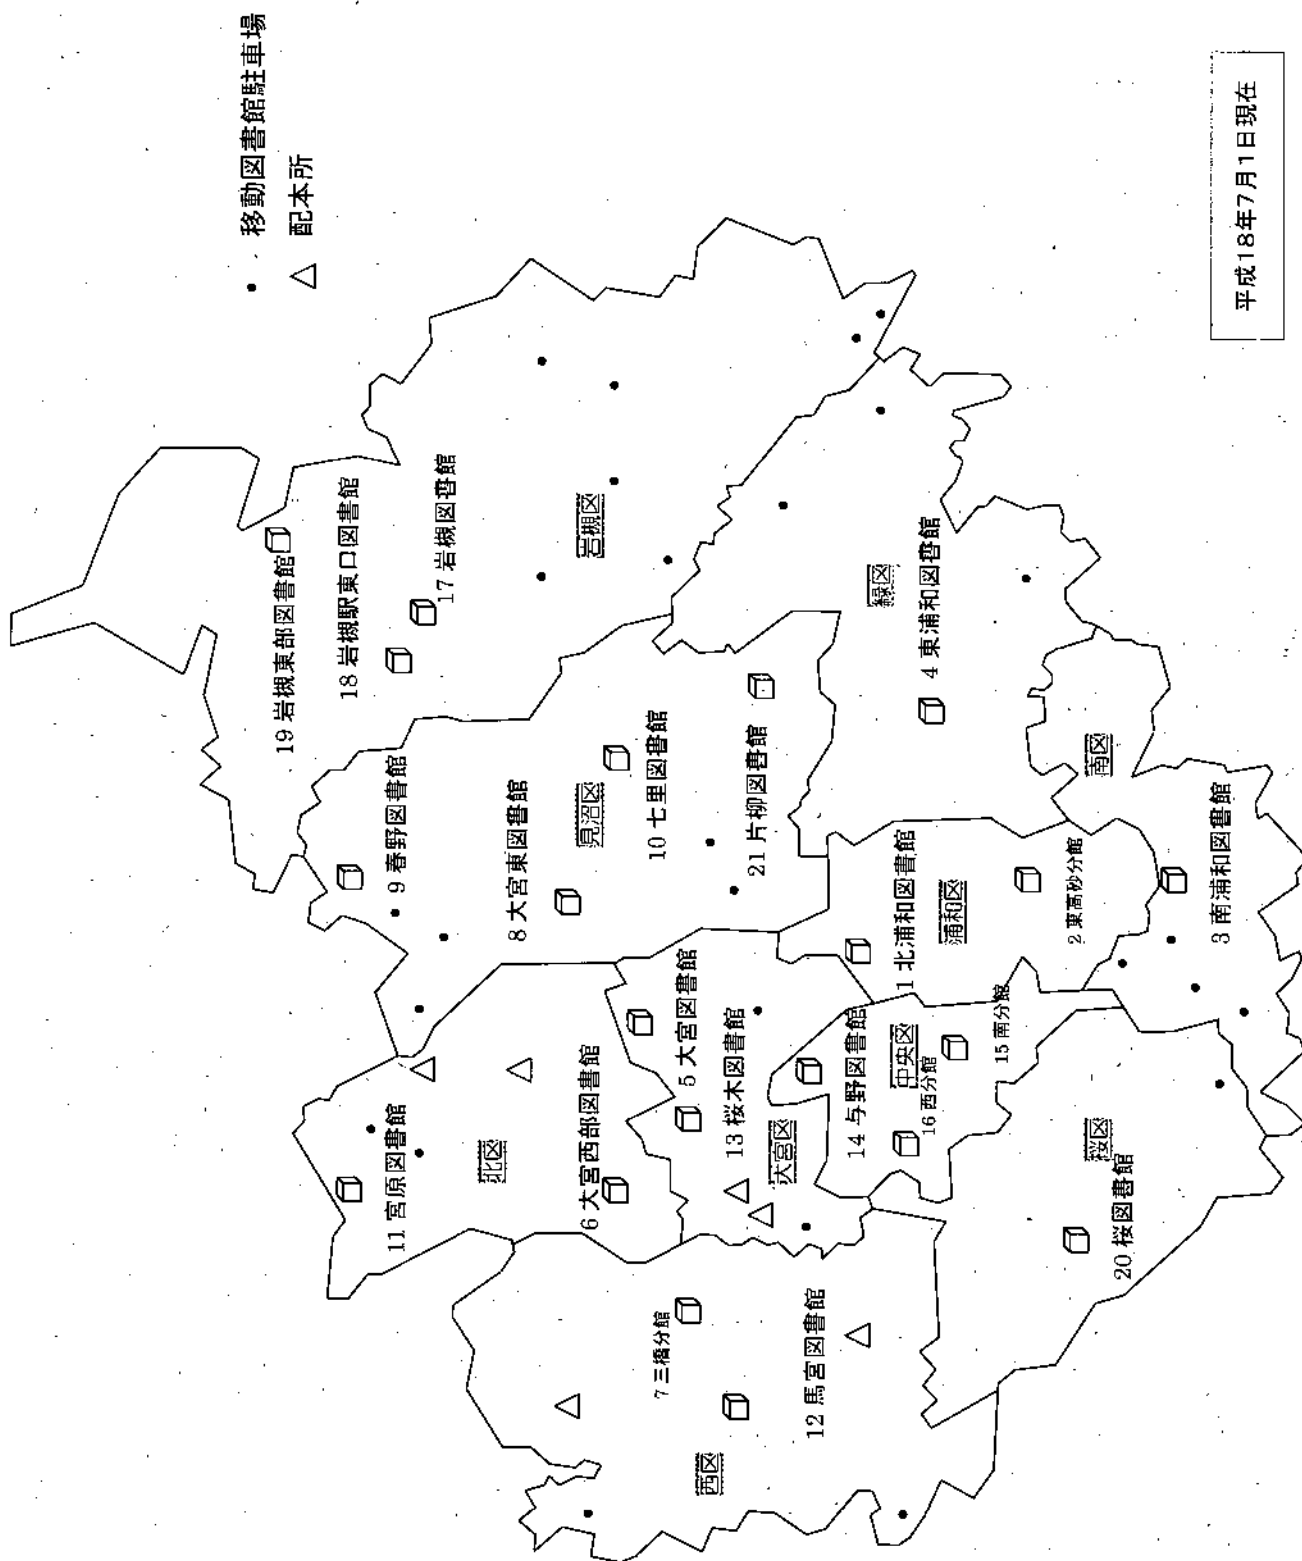 • 移動図書館駐車場
△ 配本所
19 岩槻東部図書館
18 岩槻駅東口図書館
17 岩槻図書館
岩槻区
9 春野図書館
8 大宮東図書館
見沼区
10 七里図書館
21 片柳図書館
緑区
4 東浦和図書館
南区
11 宮原図書館
北区
6 大宮西部図書館
5 大宮図書館
13 桜木図書館
大宮区
14 与野図書館
中央区
16 西分館
15 南分館
1 北浦和図書館
浦和区
2 東高砂分館
3 南浦和図書館
7 三橋分館
12 馬宮図書館
西区
桜区
20 桜図書館
平成18年7月1日現在